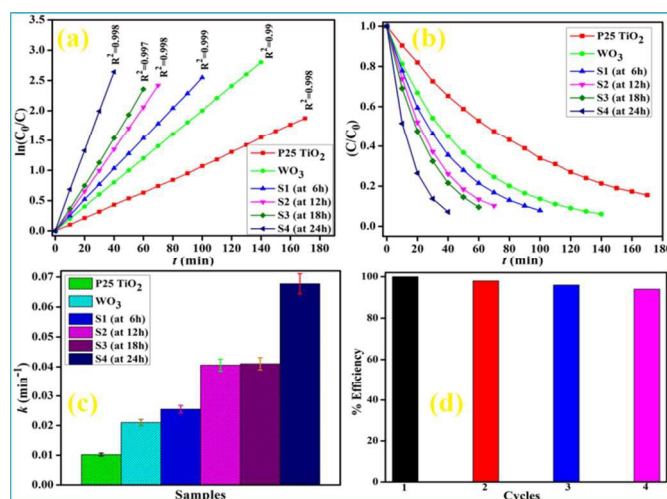 (a)
R²=0.998
R²=0.997
R²=0.998
R²=0.999
R²=0.99
R²=0.998
3.0
2.5
2.0
1.5
1.0
0.5
0.0
ln(C₀/C)
P25 TiO₂
WO₃
S1 (at 6h)
S2 (at 12h)
S3 (at 18h)
S4 (at 24h)
0 20 40 60 80 100 120 140 160 180
t (min)
(b)
1.0
0.8
0.6
0.4
0.2
0.0
(C/C₀)
P25 TiO₂
WO₃
S1 (at 6h)
S2 (at 12h)
S3 (at 18h)
S4 (at 24h)
0 20 40 60 80 100 120 140 160 180
t (min)
(c)
0.07
0.06
0.05
0.04
0.03
0.02
0.01
0.00
k (min⁻¹)
P25 TiO₂
WO₃
S1 (at 6h)
S2 (at 12h)
S3 (at 18h)
S4 (at 24h)
Samples
(d)
100
80
60
40
20
0
% Efficiency
1 2 3 4
Cycles